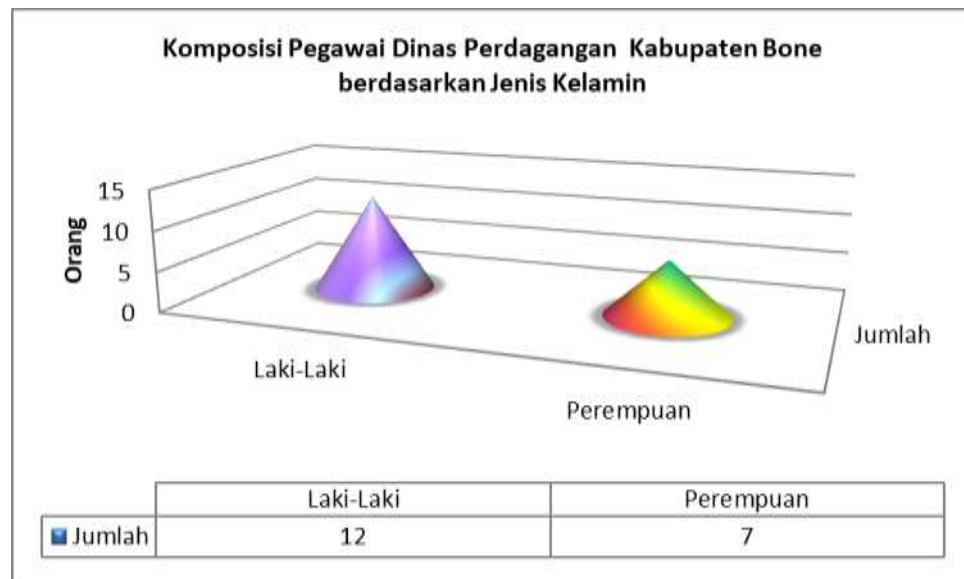 Komposisi Pegawai Dinas Perdagangan Kabupaten Bone
berdasarkan Jenis Kelamin
15
10
5
0
Orang
Laki-Laki
Perempuan
Jumlah
Laki-Laki Perempuan
Jumlah 12 7